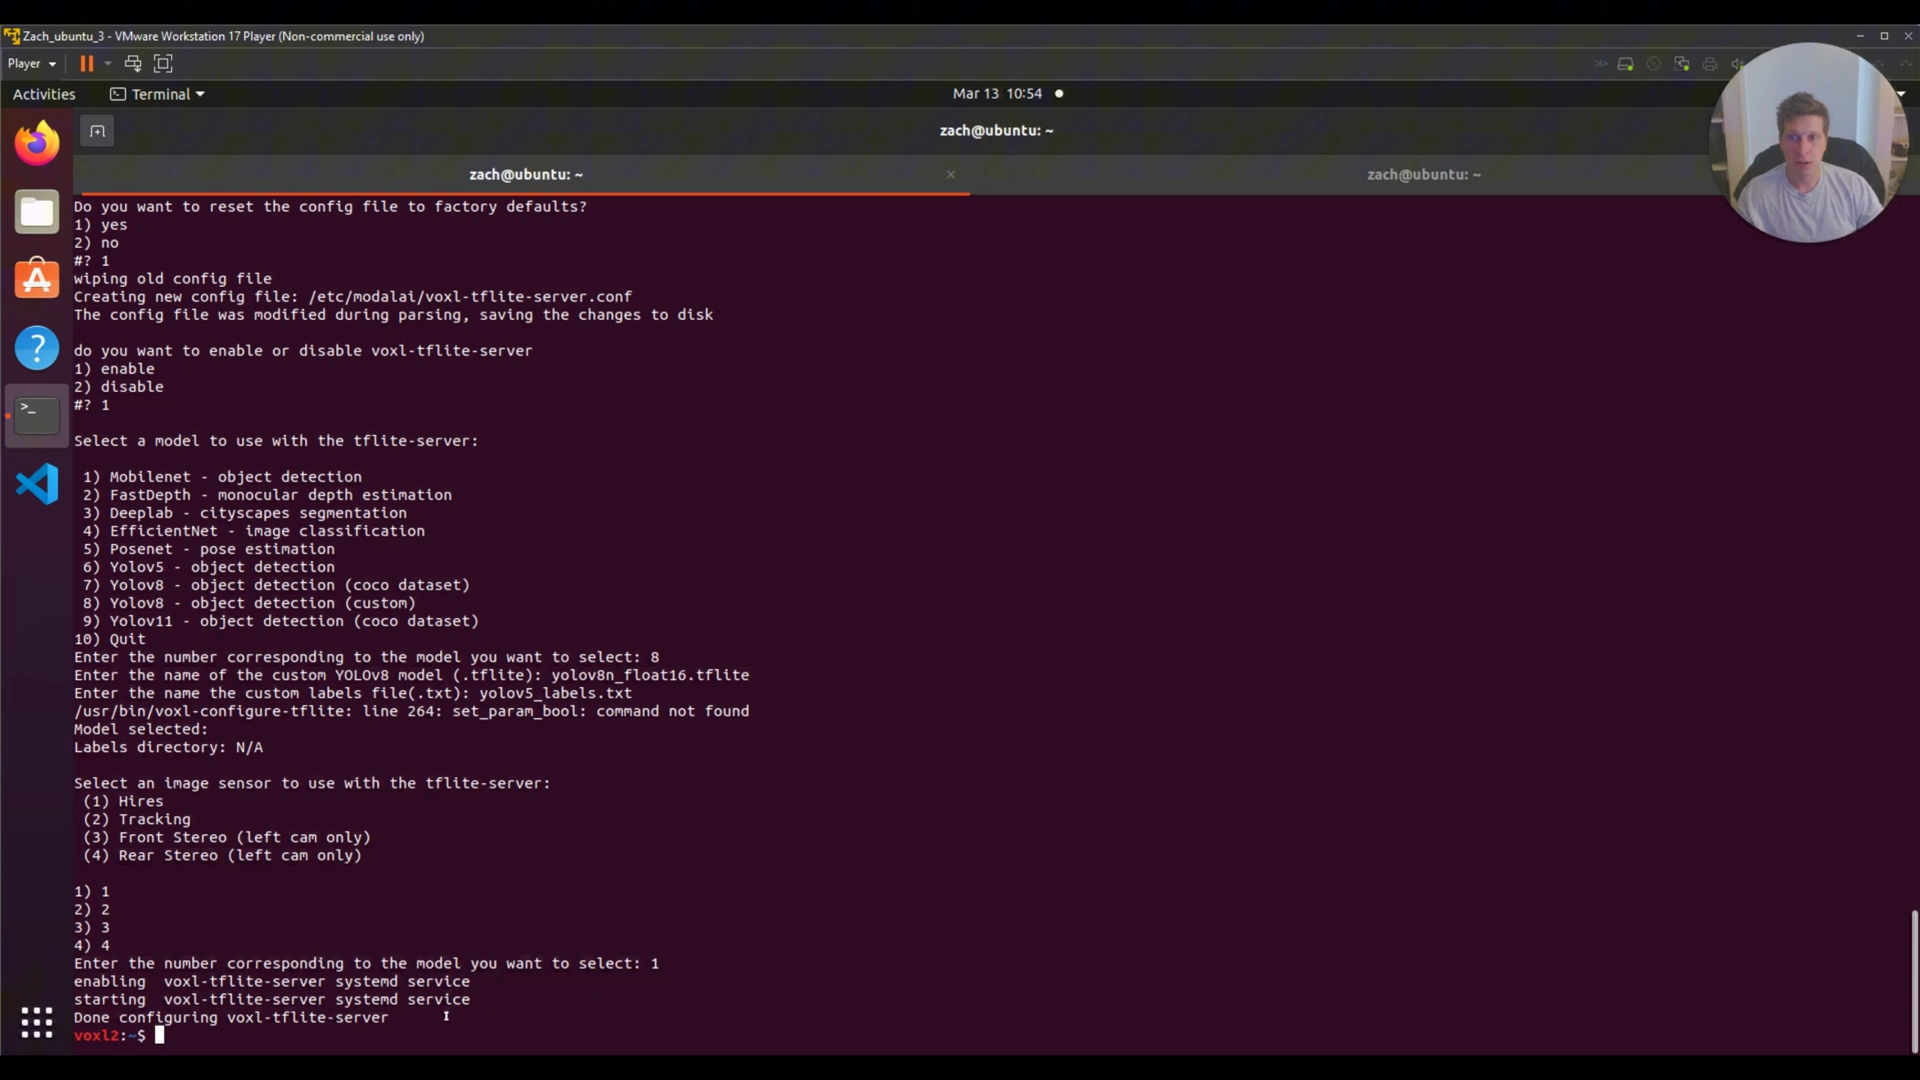 Zach_ubuntu_3 - VMware Workstation 17 Player (Non-commercial use only)
Player
Activities
Terminal
Mar 13 10:54
zach@ubuntu: ~
zach@ubuntu: ~
zach@ubuntu: ~
Do you want to reset the config file to factory defaults?
1) yes
2) no
#? 1
wiping old config file
Creating new config file: /etc/modalai/voxl-tflite-server.conf
The config file was modified during parsing, saving the changes to disk
do you want to enable or disable voxl-tflite-server
1) enable
2) disable
#? 1
Select a model to use with the tflite-server:
1) Mobilenet - object detection
2) FastDepth - monocular depth estimation
3) Deeplab - cityscapes segmentation
4) EfficientNet - image classification
5) Posenet - pose estimation
6) Yolov5 - object detection
7) Yolov8 - object detection (coco dataset)
8) Yolov8 - object detection (custom)
9) Yolov11 - object detection (coco dataset)
10) Quit
Enter the number corresponding to the model you want to select: 8
Enter the name of the custom YOLOv8 model (.tflite): yolov8n_float16.tflite
Enter the name the custom labels file(.txt): yolov5_labels.txt
/usr/bin/voxl-configure-tflite: line 264: set_param_bool: command not found
Model selected:
Labels directory: N/A
Select an image sensor to use with the tflite-server:
(1) Hires
(2) Tracking
(3) Front Stereo (left cam only)
(4) Rear Stereo (left cam only)
1) 1
2) 2
3) 3
4) 4
Enter the number corresponding to the model you want to select: 1
enabling  voxl-tflite-server systemd service
starting  voxl-tflite-server systemd service
Done configuring voxl-tflite-server
voxl2:~$